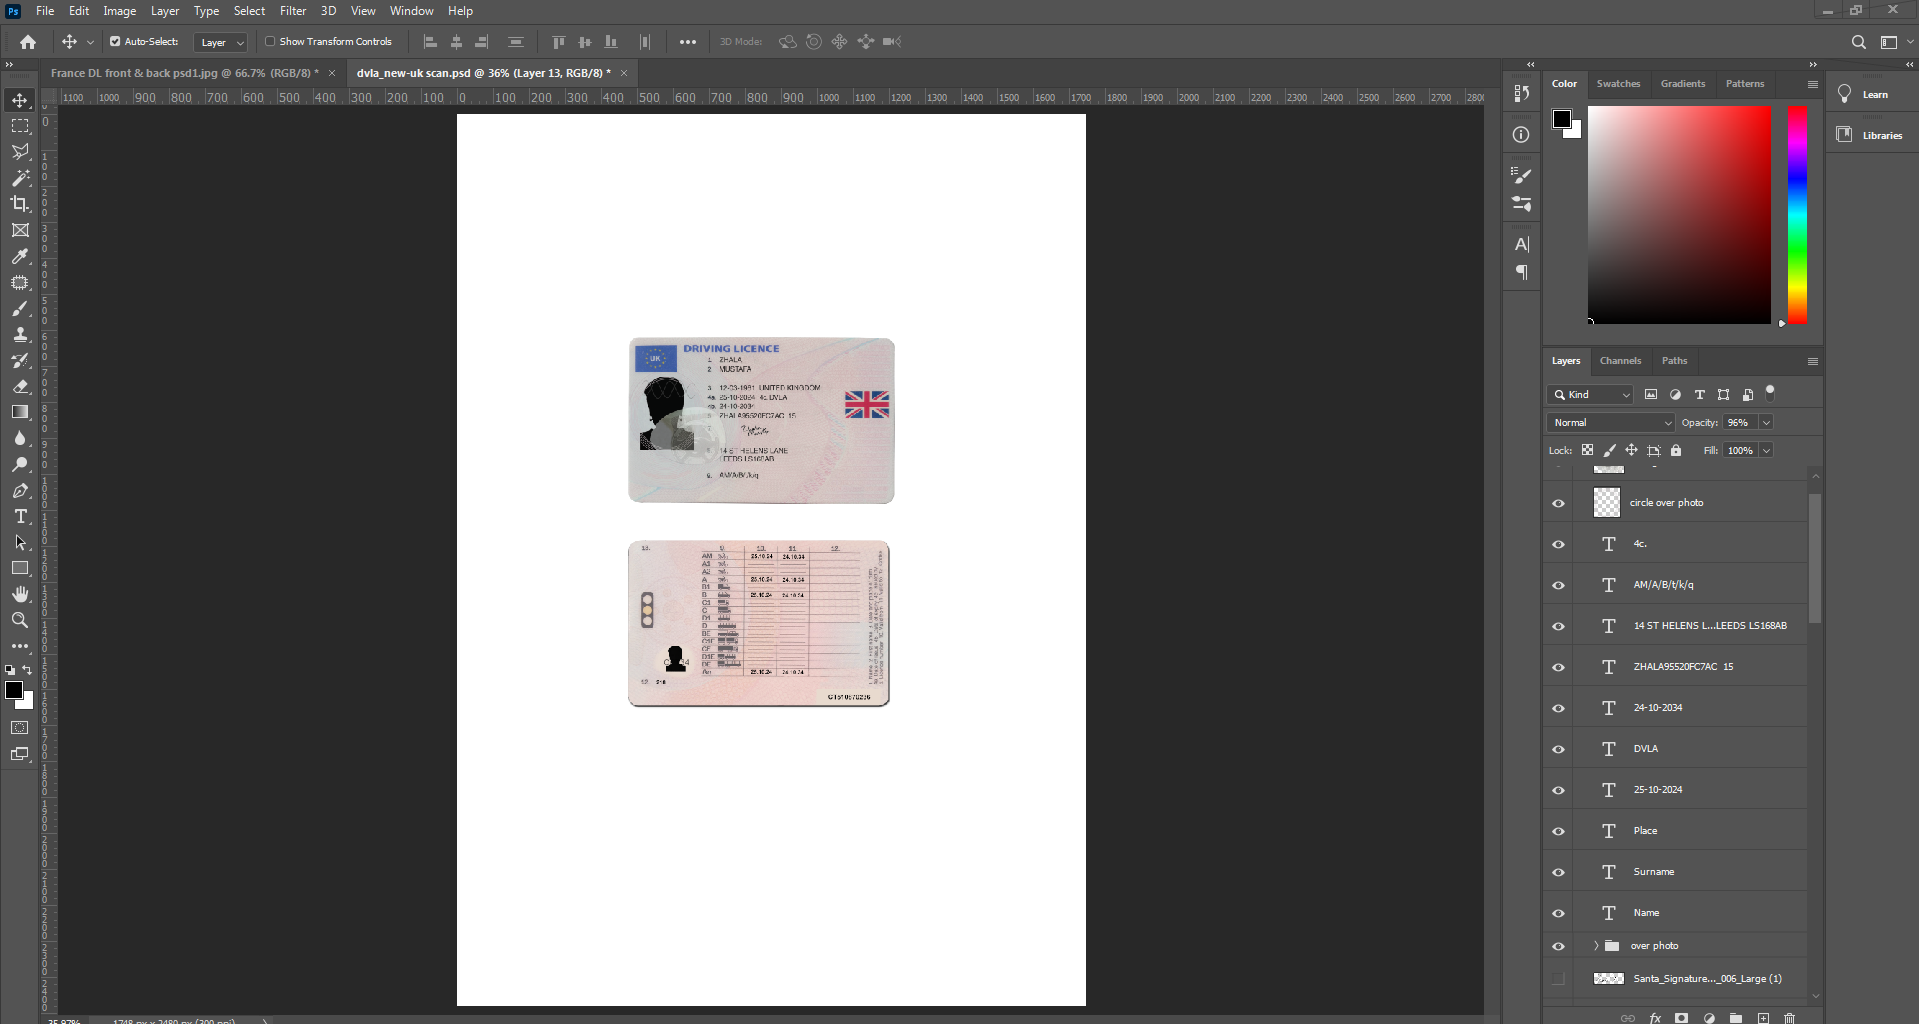 Ps File Edit Image Layer Type Select Filter 3D View Window Help
Auto-Select: Layer Show Transform Controls 3D Mode:
France DL front & back psd1.jpg @ 66.7% (RGB/8) *
dvla_new-uk scan.psd @ 36% (Layer 13, RGB/8) *
1100 1000 900 800 700 600 500 400 300 200 100 0 100 200 300 400 500 600 700 800 900 1000 1100 1200 1300 1400 1500 1600 1700 1800 1900 2000 2100 2200 2300 2400 2500 2600 2700 2800
UK
DRIVING LICENCE
1. ZHALA
2. MUSTAFA
3. 12-03-1981 UNITED KINGDOM
4a. 25-10-2024 4c. DVLA
4b. 24-10-2034
5. ZHALA95520FC7AC 15
14 ST HELENS LANE
LEEDS LS168AB
9. AM/A/B/t/k/q
13. 9. 10. 11. 12.
AM 25.10.24 24.10.34
A1
A2
A 25.10.24 24.10.34
B1
B 25.10.24 24.10.34
C1
C
D1
D
BE
C1E
CE
D1E
DE
25.10.24 24.10.34
Color Swatches Gradients Patterns
Learn
Libraries
Layers Channels Paths
Kind
Normal Opacity: 96%
Lock: Fill: 100%
circle over photo
4c.
AM/A/B/t/k/q
14 ST HELENS L...LEEDS LS168AB
ZHALA95520FC7AC 15
24-10-2034
DVLA
25-10-2024
Place
Surname
Name
over photo
Santa_Signature..._006_Large (1)
fx
35.97% 1748 px x 2480 px (300 ppi)